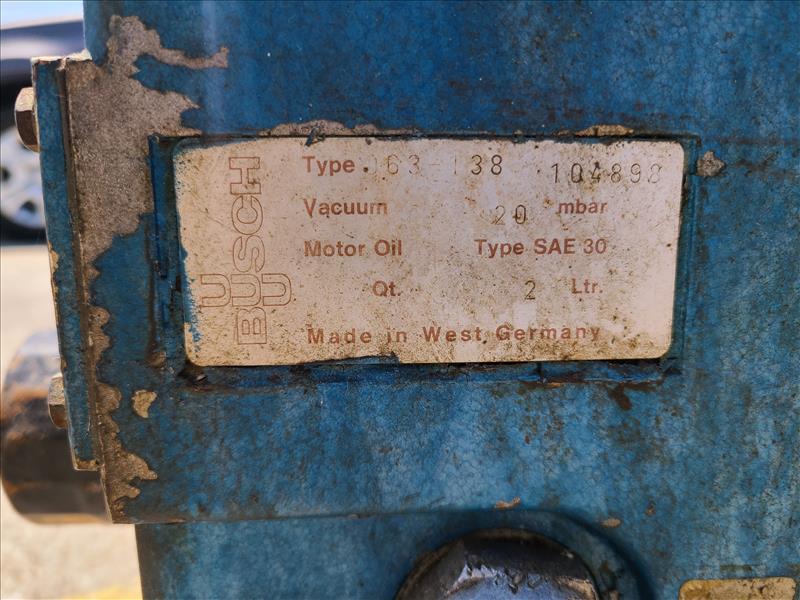 BUSCH
Type 063-138 104898
Vacuum 20 mbar
Motor Oil Type SAE 30
Qt. 2 Ltr.
Made in West Germany